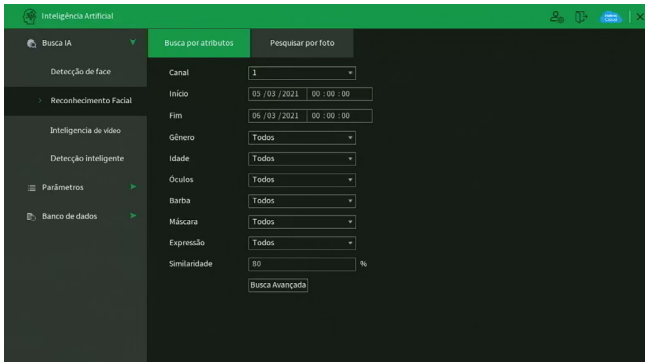 Inteligência Artificial
Busca IA
Detecção de face
Reconhecimento Facial
Inteligencia de vídeo
Detecção inteligente
Parâmetros
Banco de dados
Busca por atributos
Pesquisar por foto
Canal 1
Início 05 /03 /2021 00 : 00 : 00
Fim 06 /03 /2021 00 : 00 : 00
Gênero Todos
Idade Todos
Óculos Todos
Barba Todos
Máscara Todos
Expressão Todos
Similaridade 80 %
Busca Avançada